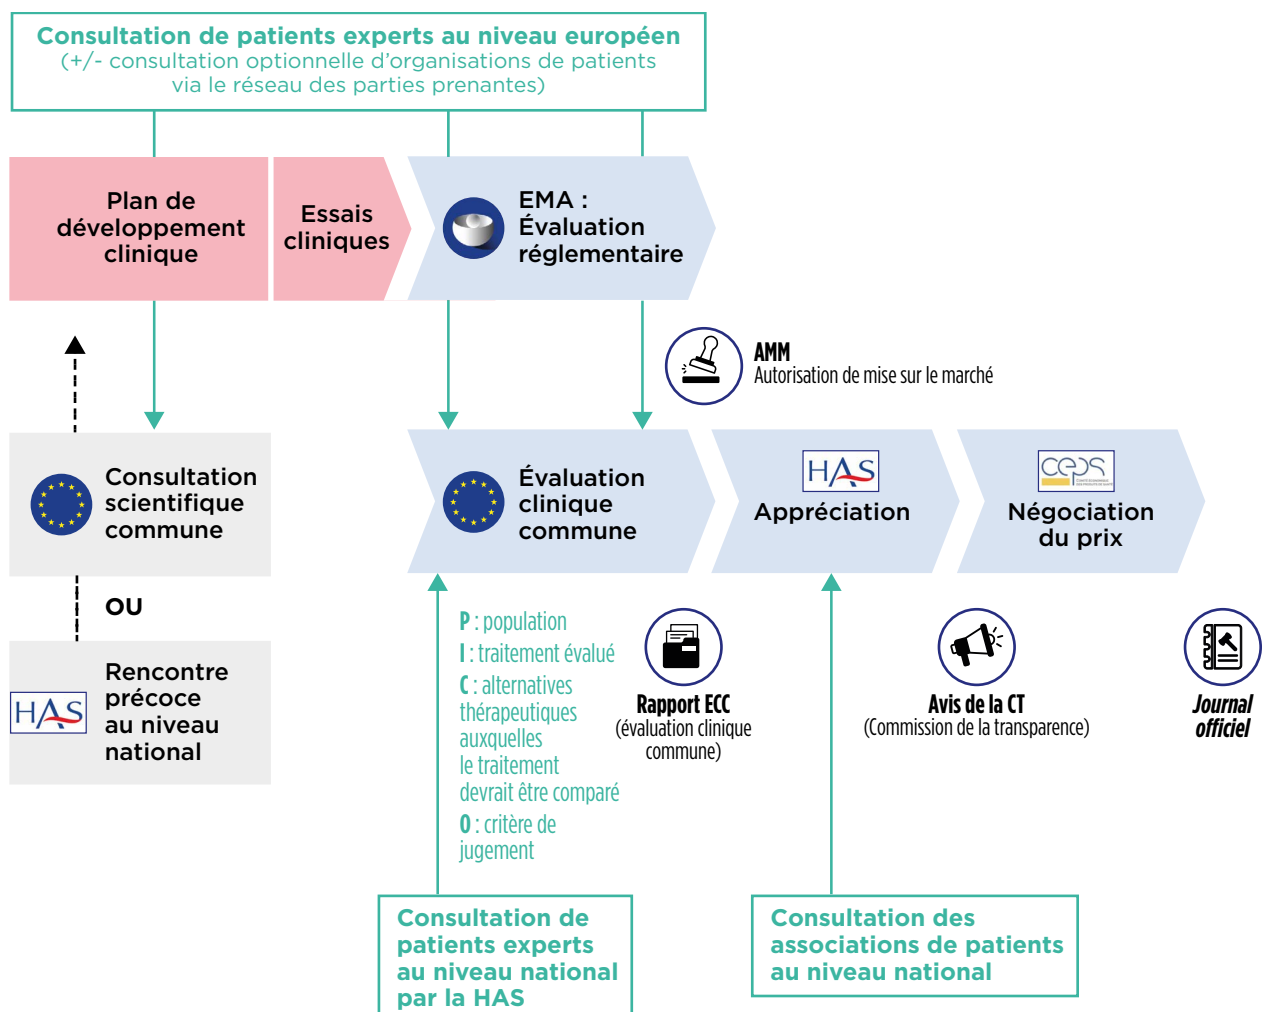 Consultation de patients experts au niveau européen
(+/- consultation optionnelle d’organisations de patients
via le réseau des parties prenantes)
Plan de
développement
clinique
Essais
cliniques
EMA :
Évaluation
réglementaire
AMM
Autorisation de mise sur le marché
Consultation
scientifique
commune
OU
HAS
Rencontre
précoce
au niveau
national
Évaluation
clinique
commune
HAS
Appréciation
ceps
Négociation
du prix
P : population
I : traitement évalué
C : alternatives
thérapeutiques
auxquelles
le traitement
devrait être comparé
O : critère de
jugement
Rapport ECC
(évaluation clinique
commune)
Avis de la CT
(Commission de la transparence)
Journal
officiel
Consultation de
patients experts
au niveau national
par la HAS
Consultation des
associations de patients
au niveau national